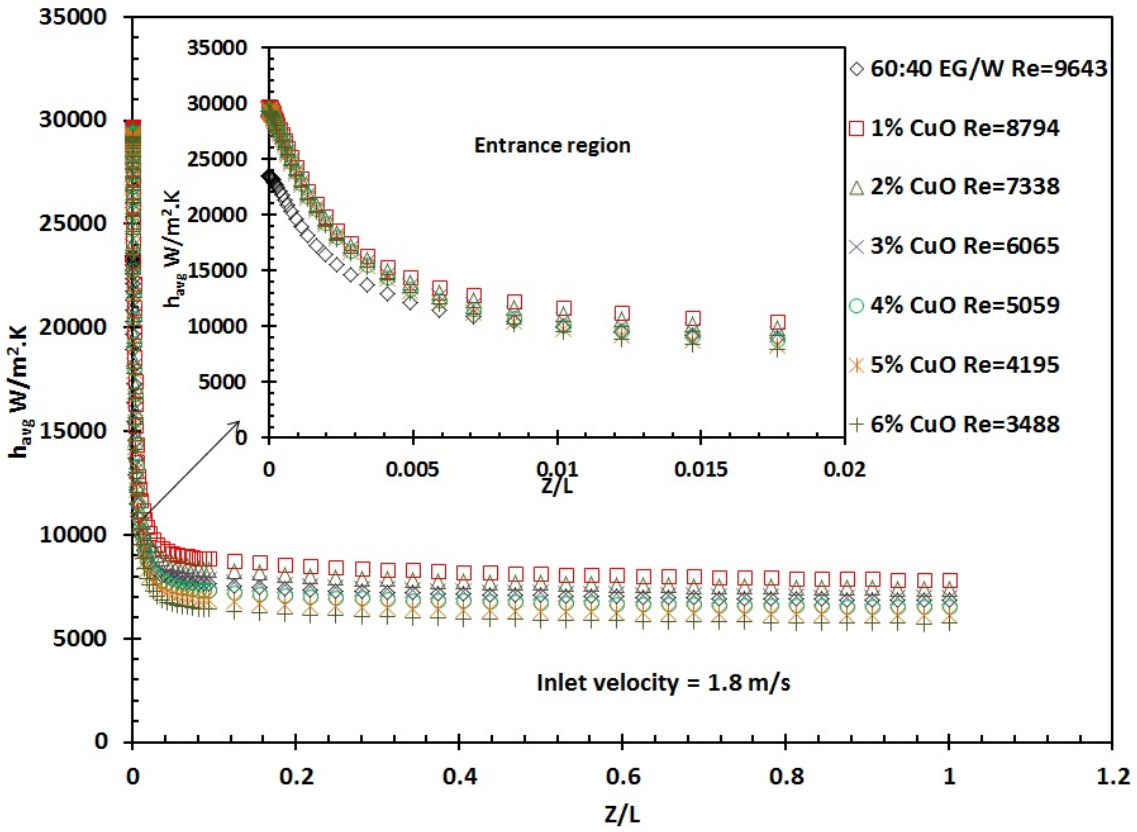 35000
30000
25000
20000
15000
10000
5000
0
h_avg W/m².K
0
0.2
0.4
0.6
0.8
1
1.2
Z/L
Inlet velocity = 1.8 m/s
35000
30000
25000
20000
15000
10000
5000
0
h_avg W/m².K
Entrance region
0
0.005
0.01
0.015
0.02
Z/L
60:40 EG/W Re=9643
1% CuO Re=8794
2% CuO Re=7338
3% CuO Re=6065
4% CuO Re=5059
5% CuO Re=4195
6% CuO Re=3488